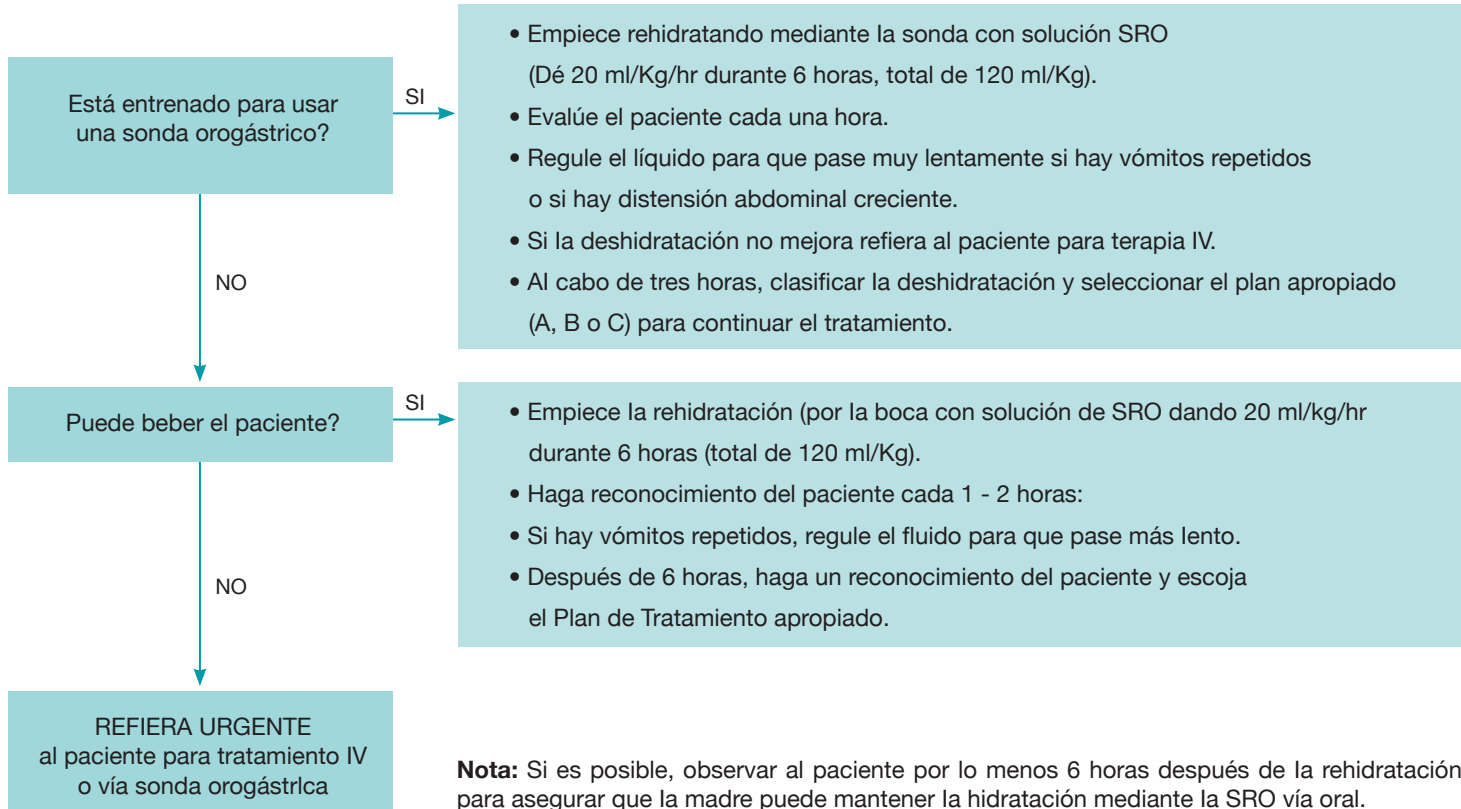 Está entrenado para usar
una sonda orogástrico?
SI
• Empiece rehidratando mediante la sonda con solución SRO
(Dé 20 ml/Kg/hr durante 6 horas, total de 120 ml/Kg).
• Evalúe el paciente cada una hora.
• Regule el líquido para que pase muy lentamente si hay vómitos repetidos
o si hay distensión abdominal creciente.
• Si la deshidratación no mejora refiera al paciente para terapia IV.
• Al cabo de tres horas, clasificar la deshidratación y seleccionar el plan apropiado
(A, B o C) para continuar el tratamiento.
NO
Puede beber el paciente?
SI
• Empiece la rehidratación (por la boca con solución de SRO dando 20 ml/kg/hr
durante 6 horas (total de 120 ml/Kg).
• Haga reconocimiento del paciente cada 1 - 2 horas:
• Si hay vómitos repetidos, regule el fluido para que pase más lento.
• Después de 6 horas, haga un reconocimiento del paciente y escoja
el Plan de Tratamiento apropiado.
NO
REFIERA URGENTE
al paciente para tratamiento IV
o vía sonda orogástrIca
Nota: Si es posible, observar al paciente por lo menos 6 horas después de la rehidratación
para asegurar que la madre puede mantener la hidratación mediante la SRO vía oral.